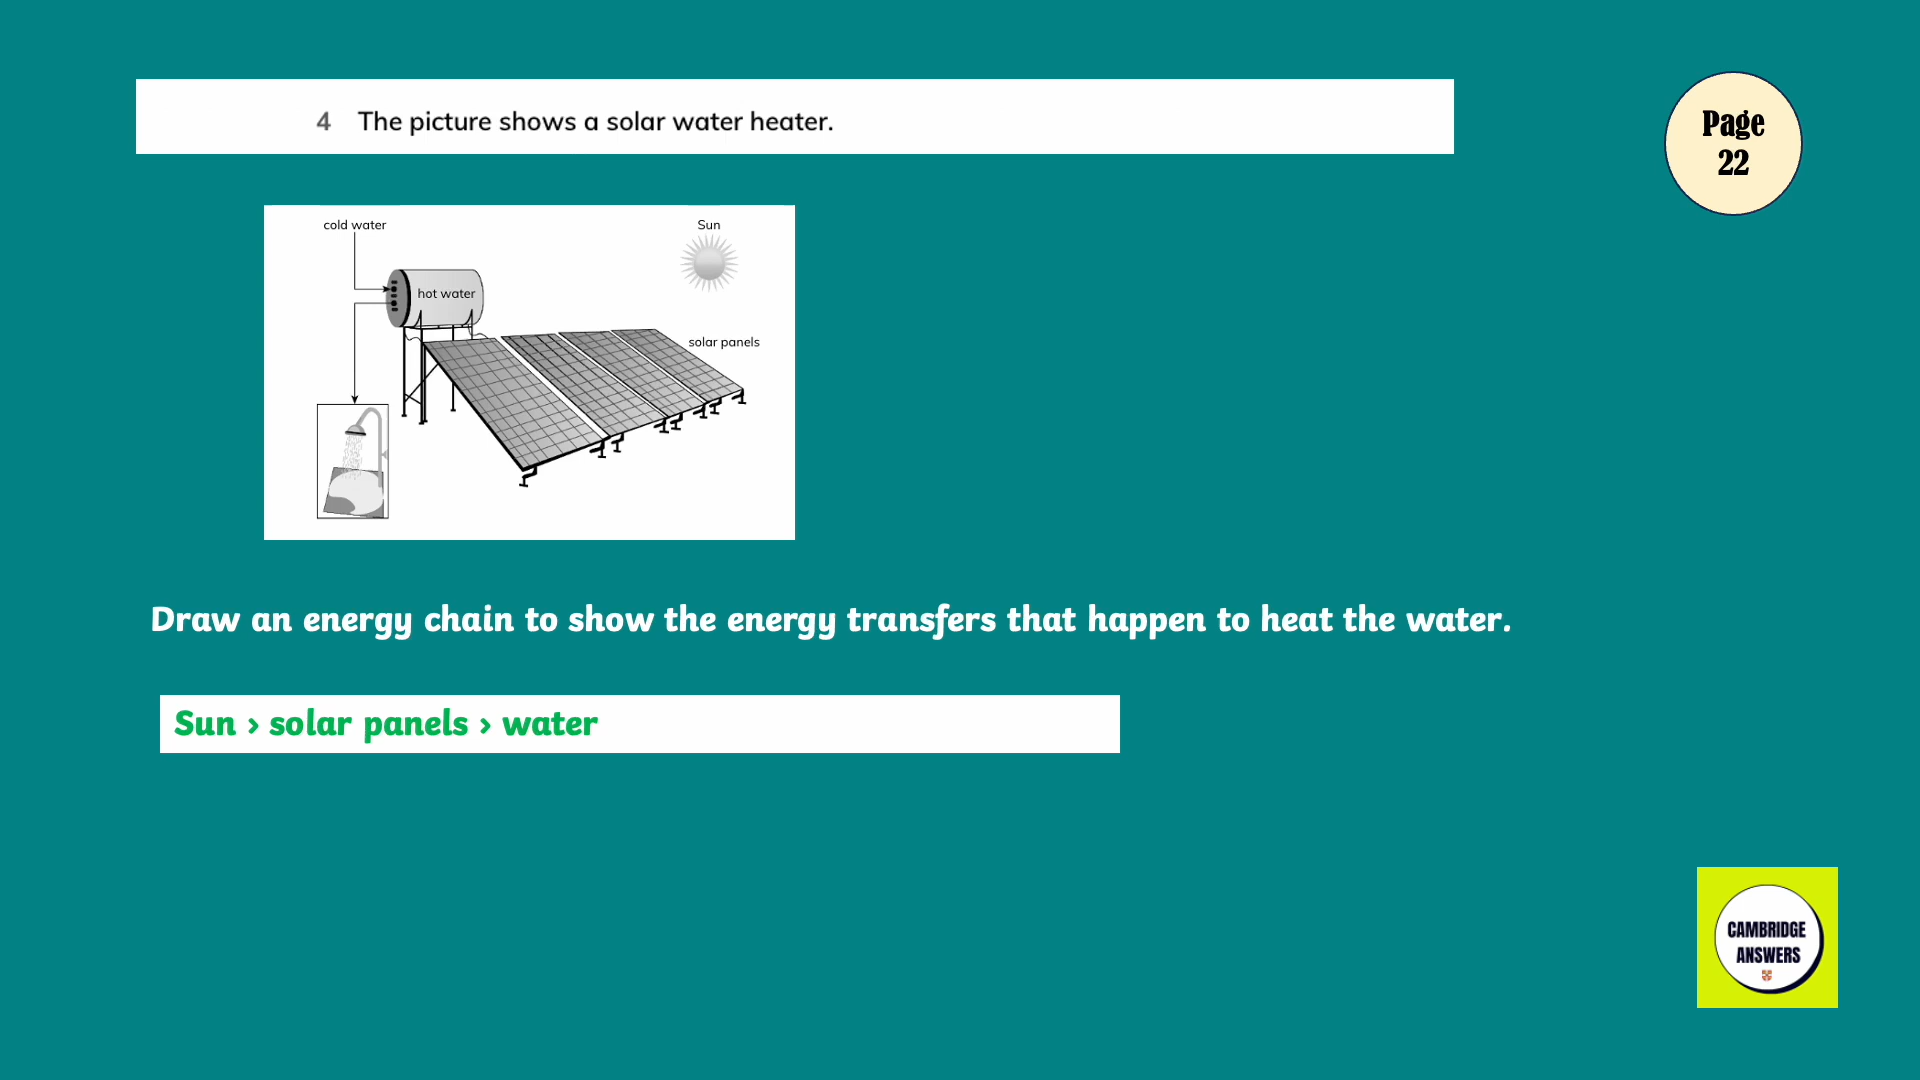 4 The picture shows a solar water heater.
Page
22
cold water
Sun
hot water
solar panels
Draw an energy chain to show the energy transfers that happen to heat the water.
Sun > solar panels > water
CAMBRIDGE
ANSWERS